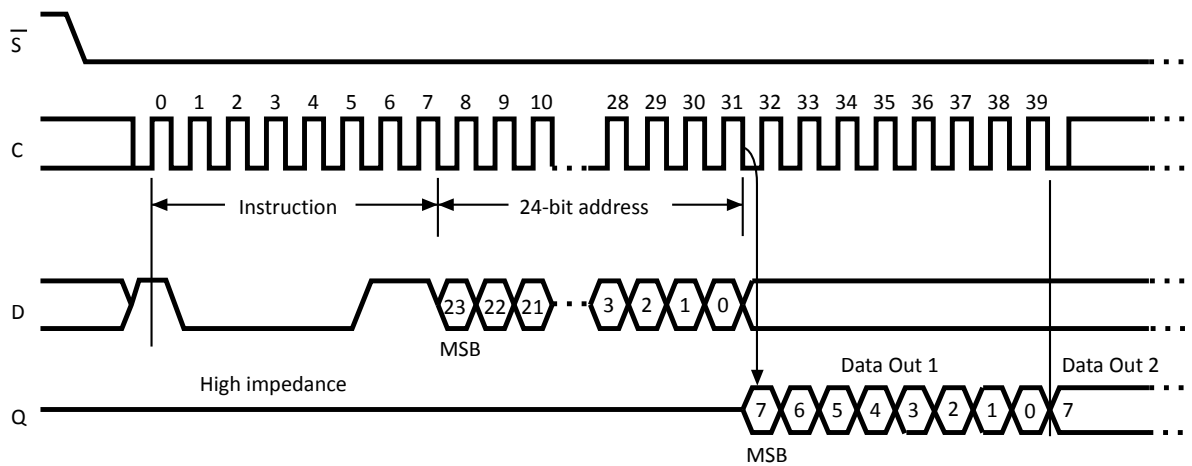 S
0 1 2 3 4 5 6 7 8 9 10 28 29 30 31 32 33 34 35 36 37 38 39
C
Instruction 24-bit address
D
23 22 21 3 2 1 0
MSB
Data Out 1 Data Out 2
High impedance
Q
7 6 5 4 3 2 1 0 7
MSB